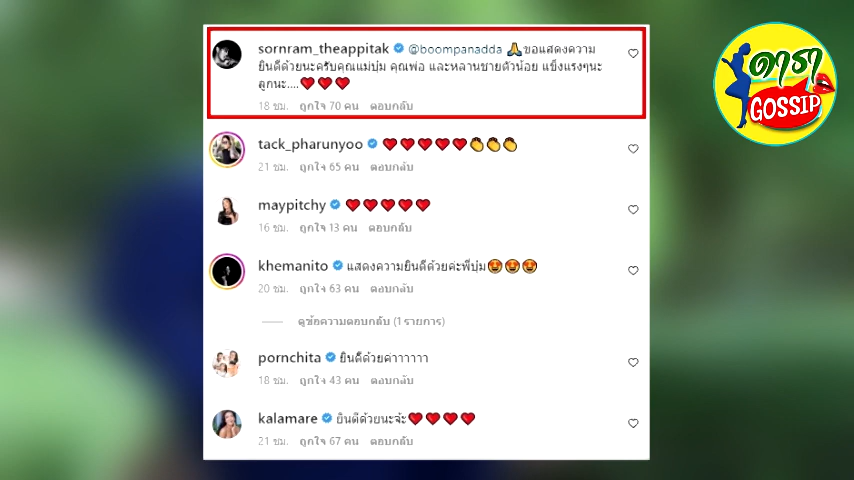 sornram_theappitak @boompanadda 🙏ขอแสดงความ
ยินดีด้วยนะครับคุณแม่บุ๋ม คุณพ่อ และหลานชายตัวน้อย แข็งแรงๆนะ
ลูกนะ....❤️❤️❤️
18 ชม. ถูกใจ 70 คน ตอบกลับ
tack_pharunyoo ❤️❤️❤️❤️❤️👏👏👏
21 ชม. ถูกใจ 65 คน ตอบกลับ
maypitchy ❤️❤️❤️❤️❤️
16 ชม. ถูกใจ 13 คน ตอบกลับ
khemanito แสดงความยินดีด้วยค่ะพี่บุ๋ม🤩🤩🤩
20 ชม. ถูกใจ 63 คน ตอบกลับ
ดูข้อความตอบกลับ (1 รายการ)
pornchita ยินดีด้วยค่าาาาาา
18 ชม. ถูกใจ 43 คน ตอบกลับ
kalamare ยินดีด้วยนะจ้ะ❤️❤️❤️❤️
21 ชม. ถูกใจ 67 คน ตอบกลับ
ดารา
GOSSIP